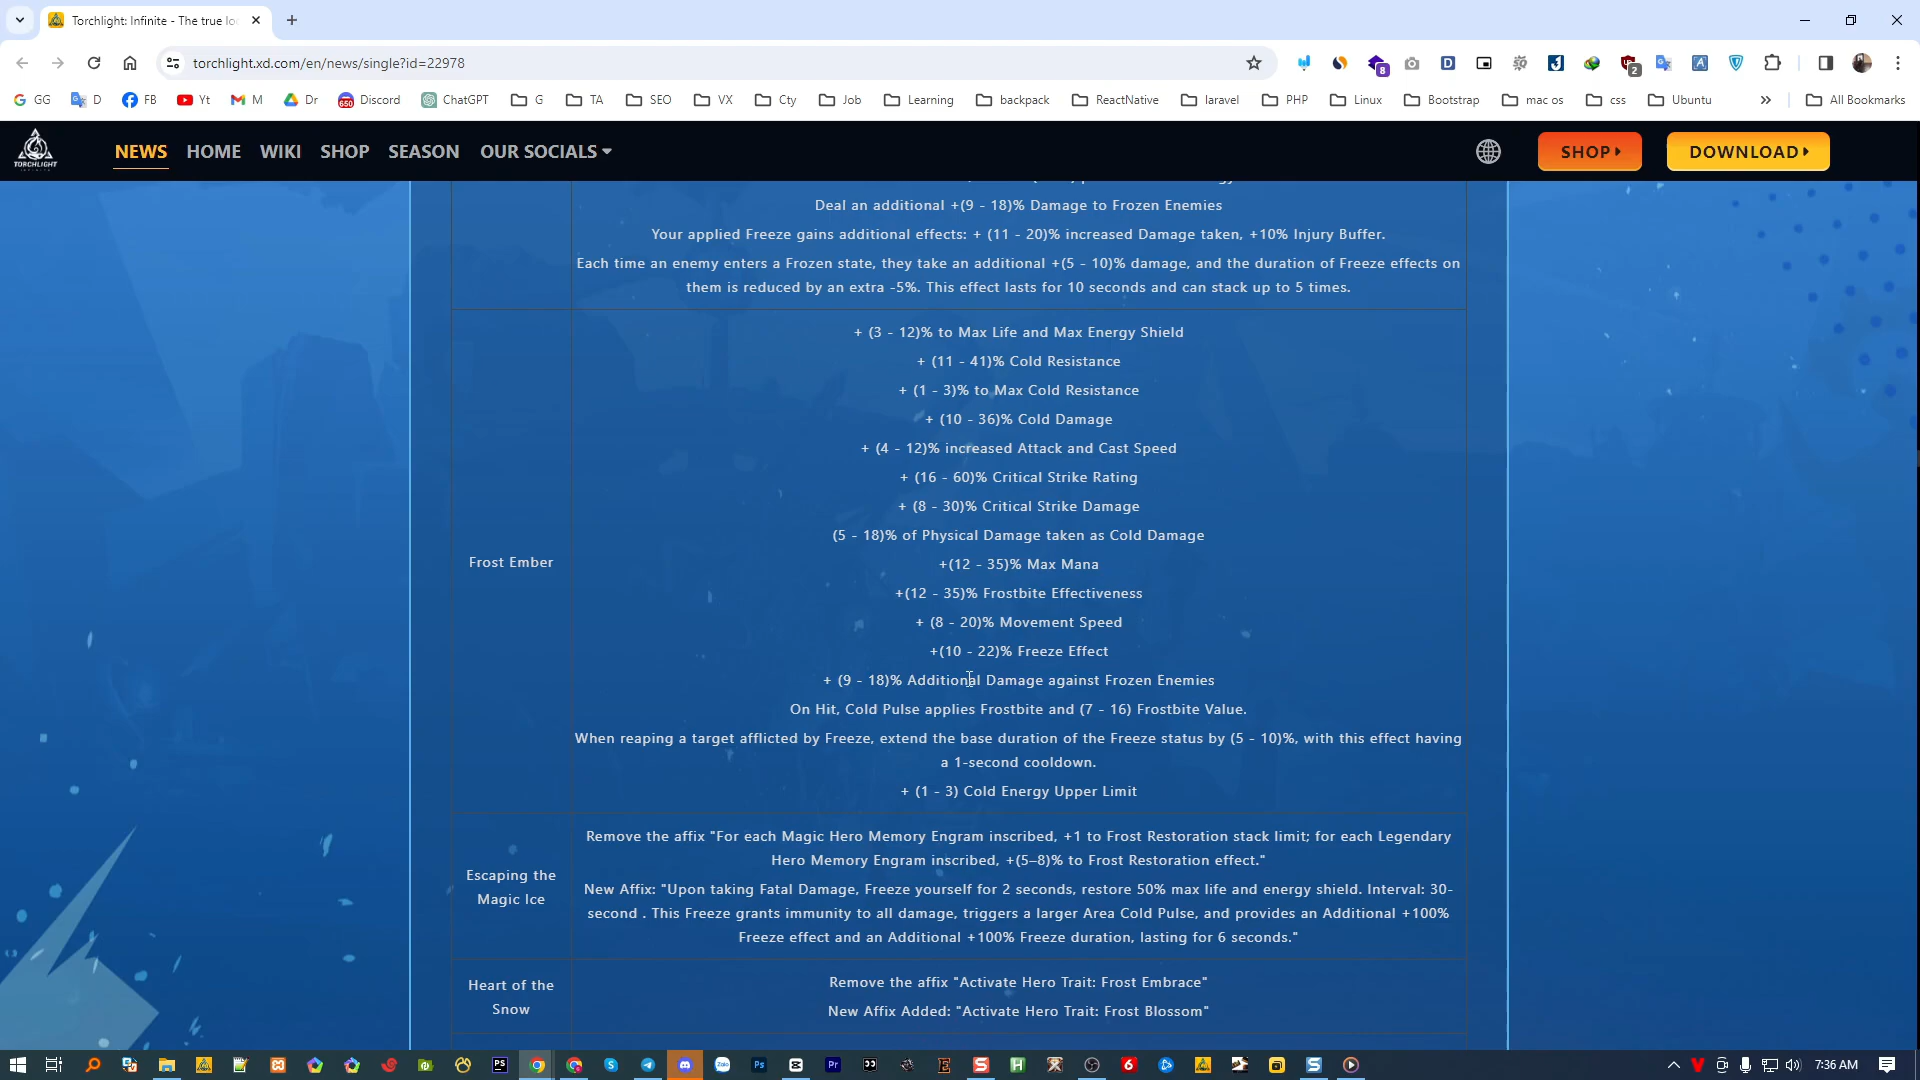 Torchlight: Infinite - The true lo
torchlight.xd.com/en/news/single?id=22978
8
2
GG
D
FB
Yt
M
Dr
650
Discord
ChatGPT
G
TA
SEO
VX
Cty
Job
Learning
backpack
ReactNative
laravel
PHP
Linux
Bootstrap
mac os
css
Ubuntu
»
All Bookmarks
TORCHLIGHT
INFINITE
NEWS
HOME
WIKI
SHOP
SEASON
OUR SOCIALS
SHOP
DOWNLOAD
Deal an additional +(9 - 18)% Damage to Frozen Enemies
Your applied Freeze gains additional effects: + (11 - 20)% increased Damage taken, +10% Injury Buffer.
Each time an enemy enters a Frozen state, they take an additional +(5 - 10)% damage, and the duration of Freeze effects on
them is reduced by an extra -5%. This effect lasts for 10 seconds and can stack up to 5 times.
Frost Ember
+ (3 - 12)% to Max Life and Max Energy Shield
+ (11 - 41)% Cold Resistance
+ (1 - 3)% to Max Cold Resistance
+ (10 - 36)% Cold Damage
+ (4 - 12)% increased Attack and Cast Speed
+ (16 - 60)% Critical Strike Rating
+ (8 - 30)% Critical Strike Damage
(5 - 18)% of Physical Damage taken as Cold Damage
+(12 - 35)% Max Mana
+(12 - 35)% Frostbite Effectiveness
+ (8 - 20)% Movement Speed
+(10 - 22)% Freeze Effect
+ (9 - 18)% Additional Damage against Frozen Enemies
On Hit, Cold Pulse applies Frostbite and (7 - 16) Frostbite Value.
When reaping a target afflicted by Freeze, extend the base duration of the Freeze status by (5 - 10)%, with this effect having
a 1-second cooldown.
+ (1 - 3) Cold Energy Upper Limit
Escaping the
Magic Ice
Remove the affix "For each Magic Hero Memory Engram inscribed, +1 to Frost Restoration stack limit; for each Legendary
Hero Memory Engram inscribed, +(5–8)% to Frost Restoration effect."
New Affix: "Upon taking Fatal Damage, Freeze yourself for 2 seconds, restore 50% max life and energy shield. Interval: 30-
second . This Freeze grants immunity to all damage, triggers a larger Area Cold Pulse, and provides an Additional +100%
Freeze effect and an Additional +100% Freeze duration, lasting for 6 seconds."
Heart of the
Snow
Remove the affix "Activate Hero Trait: Frost Embrace"
New Affix Added: "Activate Hero Trait: Frost Blossom"
7:36 AM